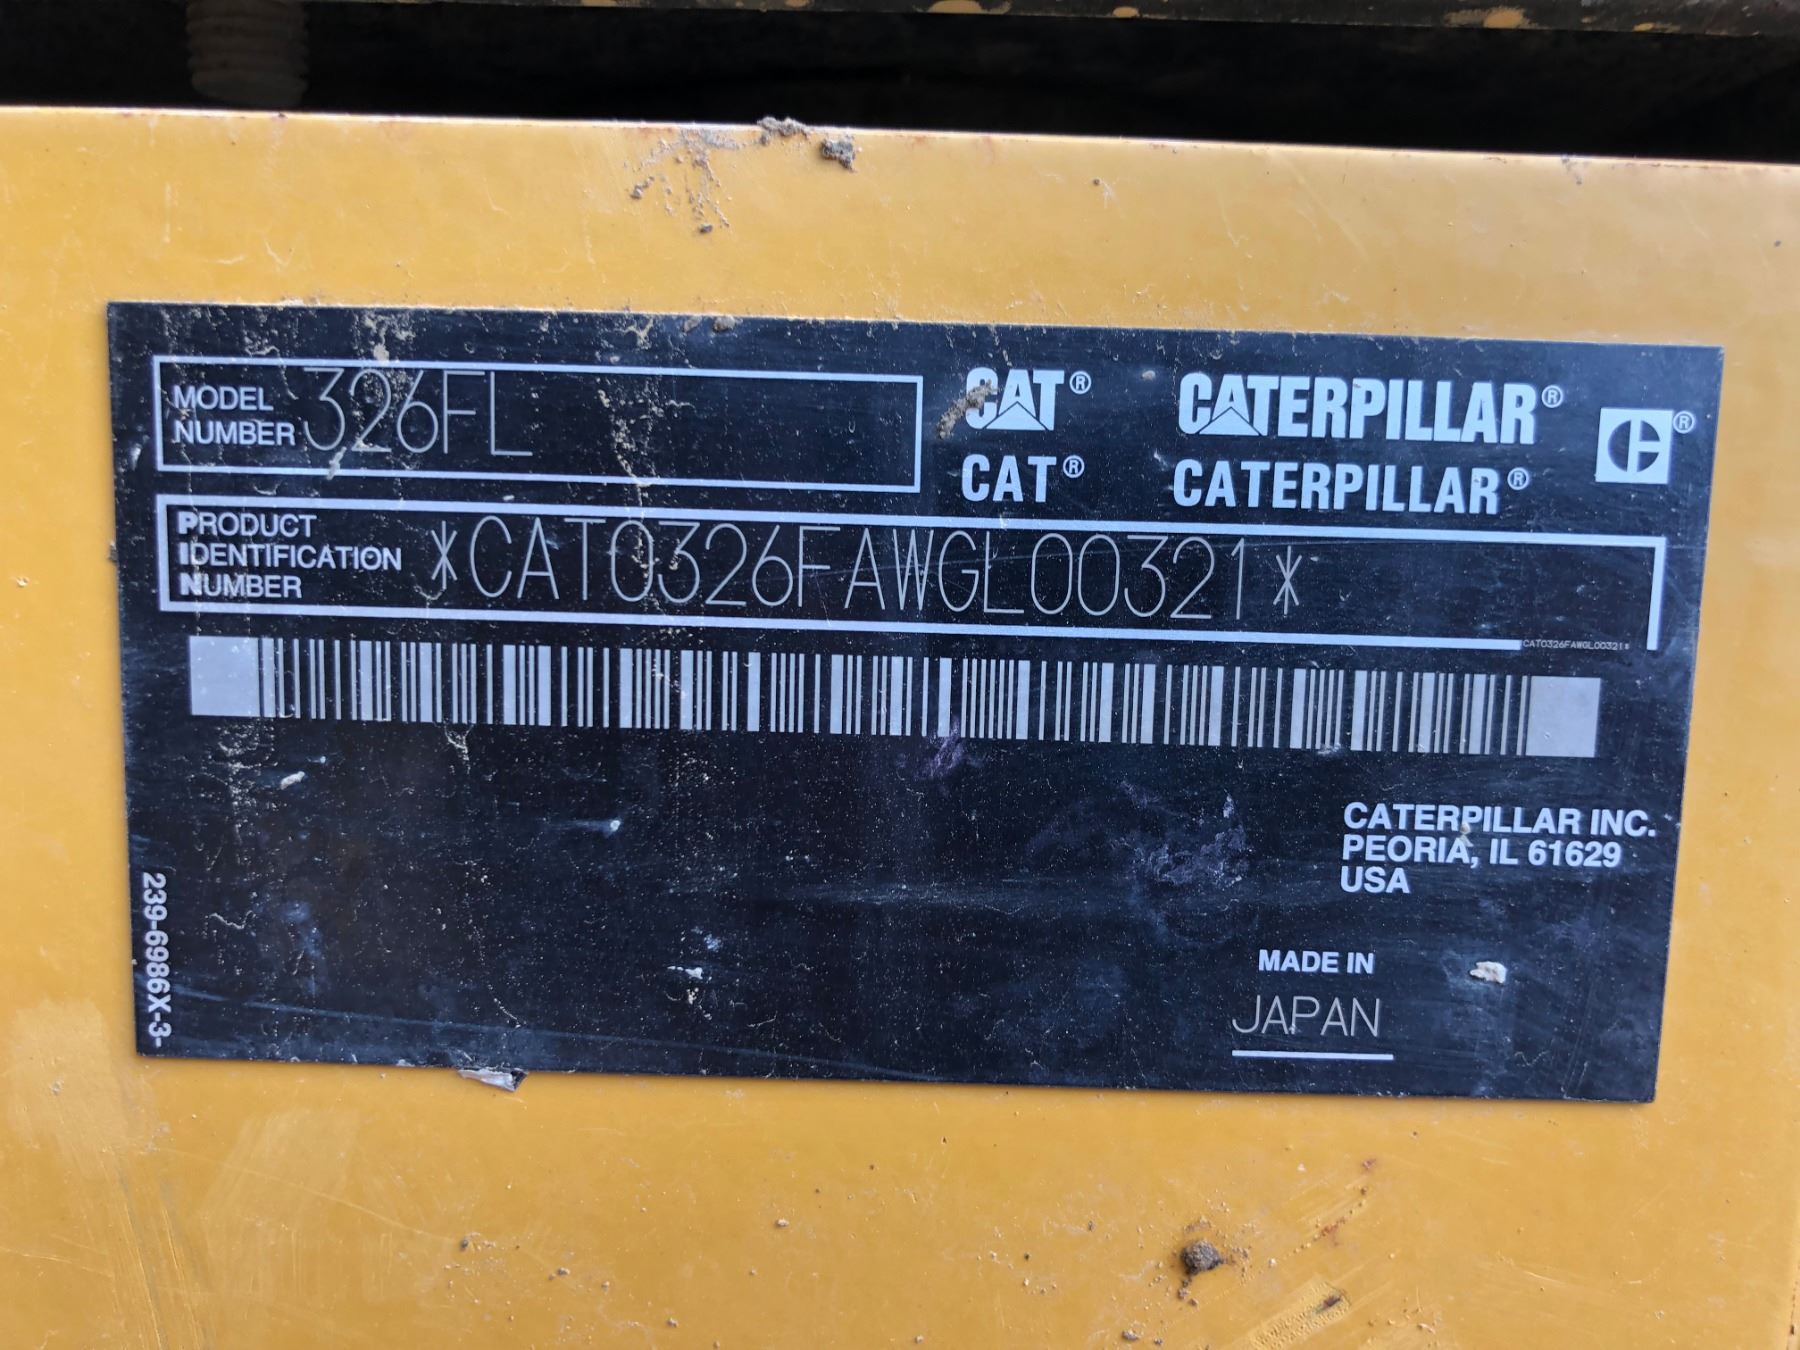 MODEL NUMBER 326FL
CAT® CATERPILLAR®
CAT® CATERPILLAR®
C®
PRODUCT IDENTIFICATION NUMBER *CAT0326FAWGL00321*
CAT0326FAWGL00321*
CATERPILLAR INC.
PEORIA, IL 61629
USA
MADE IN
JAPAN
239-6986X-3-